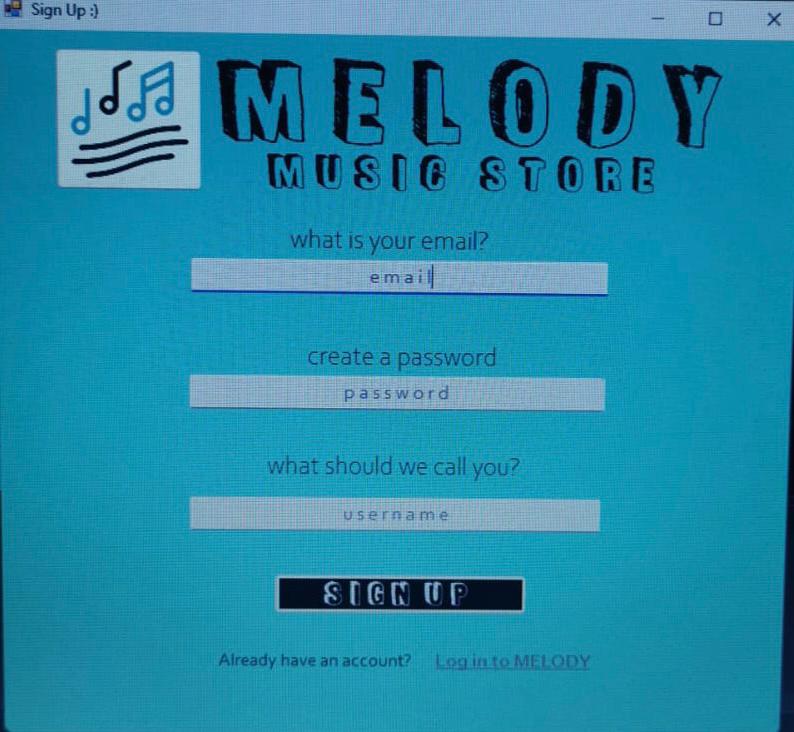 Sign Up :)
MELODY
MUSIC STORE
what is your email?
email
create a password
password
what should we call you?
username
SIGN UP
Already have an account? Log in to MELODY